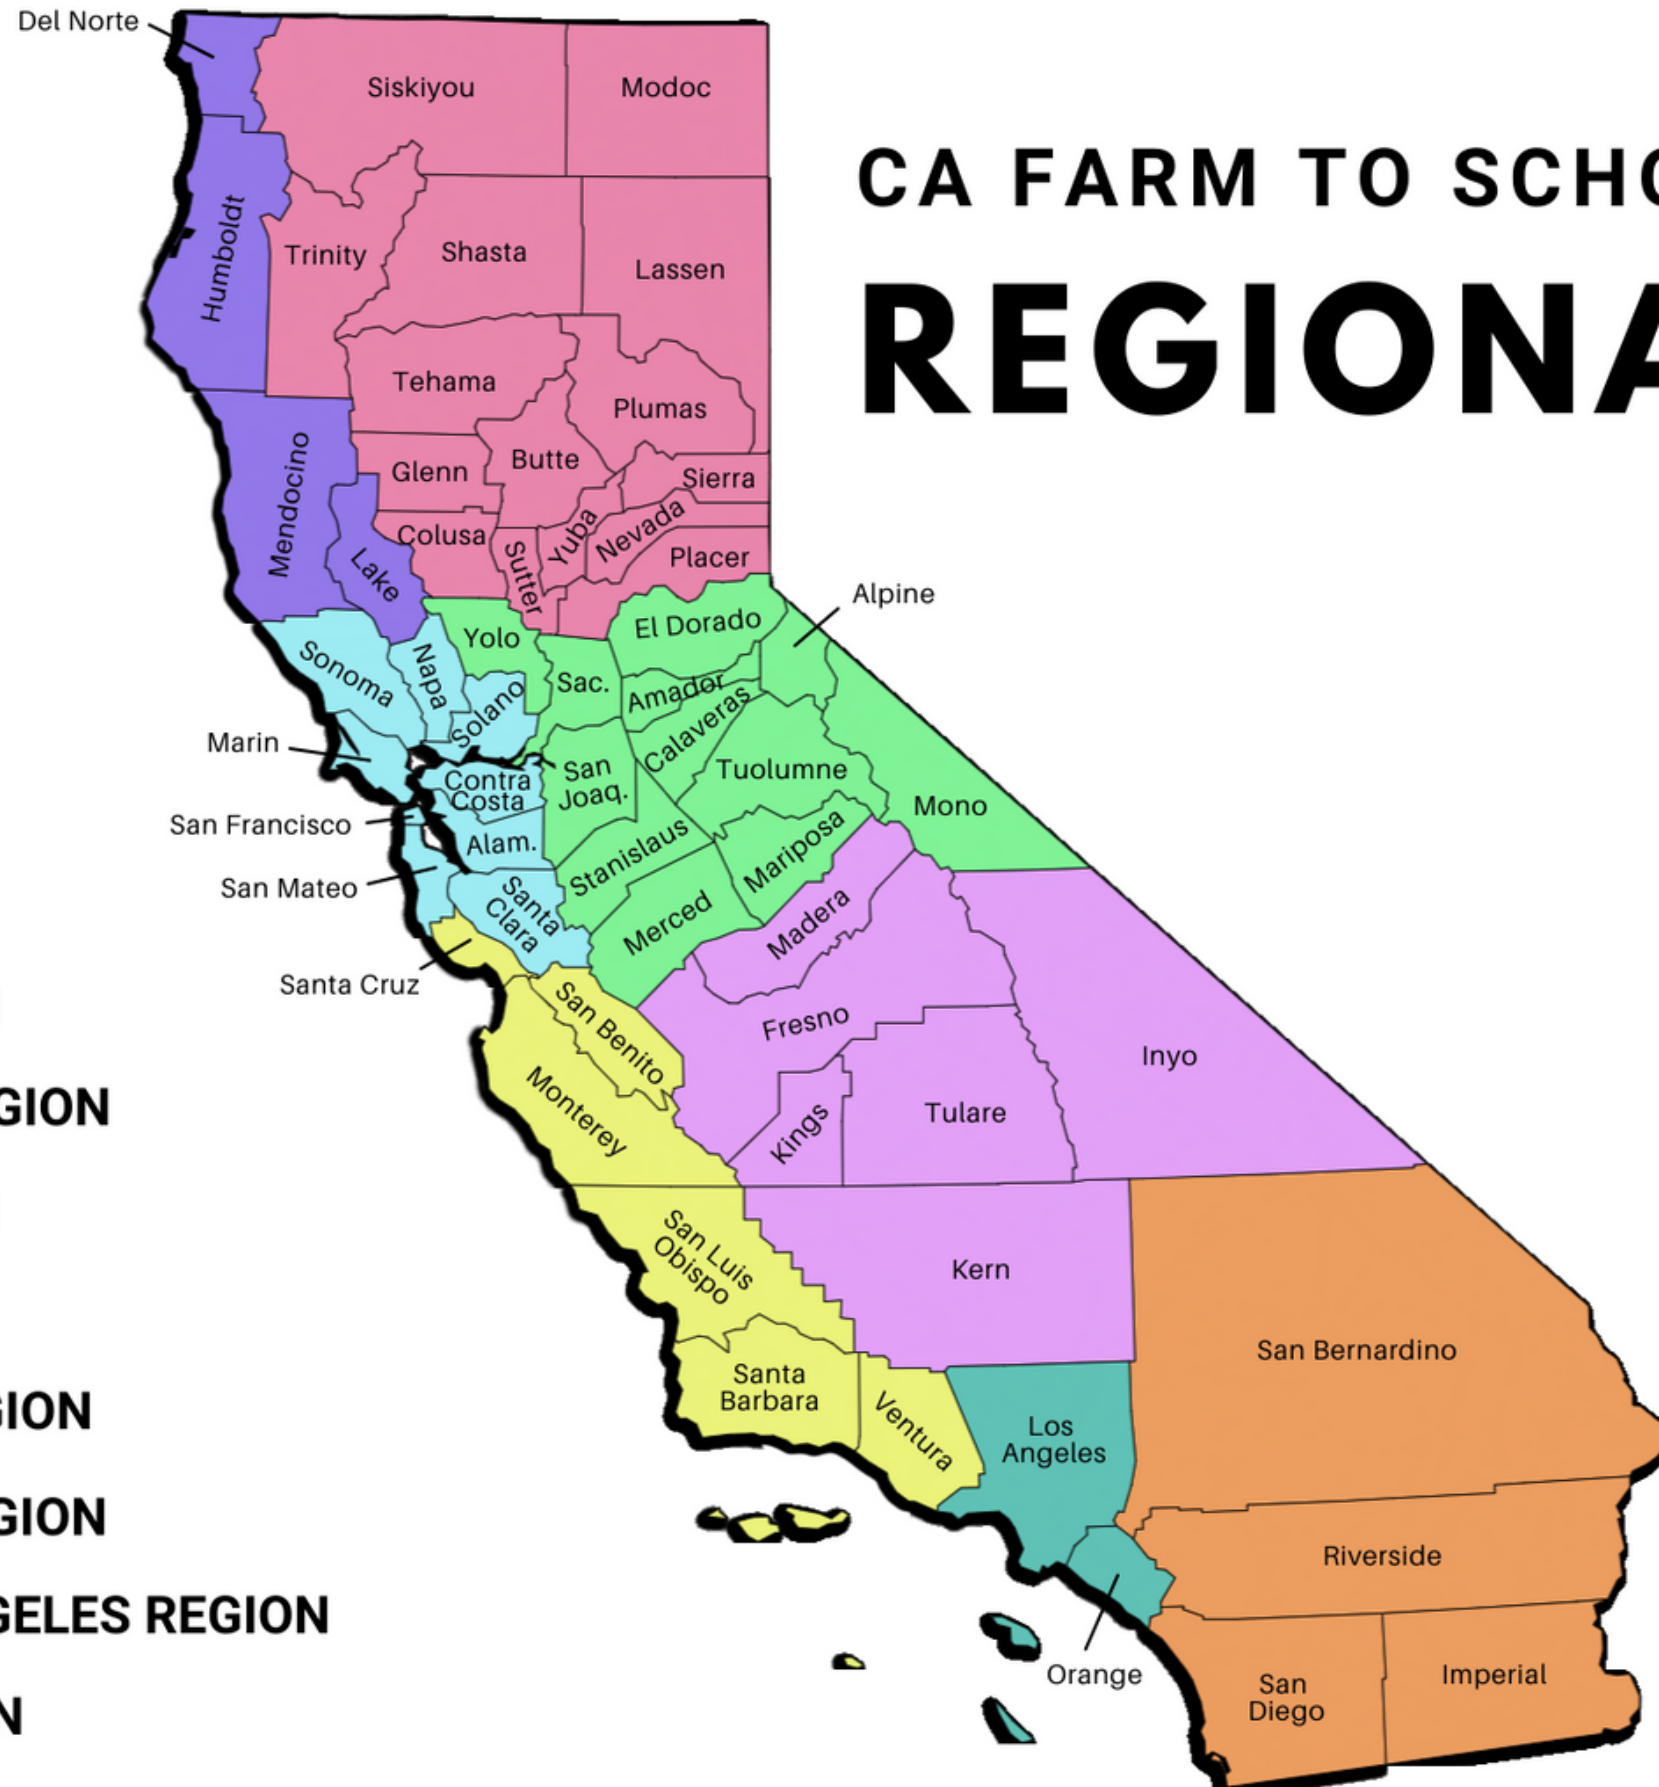 Del Norte
Siskiyou
Modoc
CA FARM TO SCHO
REGIONA
Humboldt
Trinity
Shasta
Lassen
Tehama
Plumas
Mendocino
Glenn
Butte
Sierra
Colusa
Yuba
Nevada
Sutter
Placer
Lake
Alpine
El Dorado
Yolo
Sonoma
Napa
Sac.
Amador
Solano
Calaveras
Marin
Tuolumne
San
Joaq.
Contra
Costa
Mono
San Francisco
Alam.
Stanislaus
Mariposa
San Mateo
Santa
Clara
Merced
Madera
Santa Cruz
San Benito
Fresno
Inyo
Monterey
Kings
Tulare
GION
San Luis
Obispo
Kern
San Bernardino
Santa
Barbara
Ventura
Los
Angeles
GION
GION
Riverside
GELES REGION
Orange
San
Diego
Imperial
N